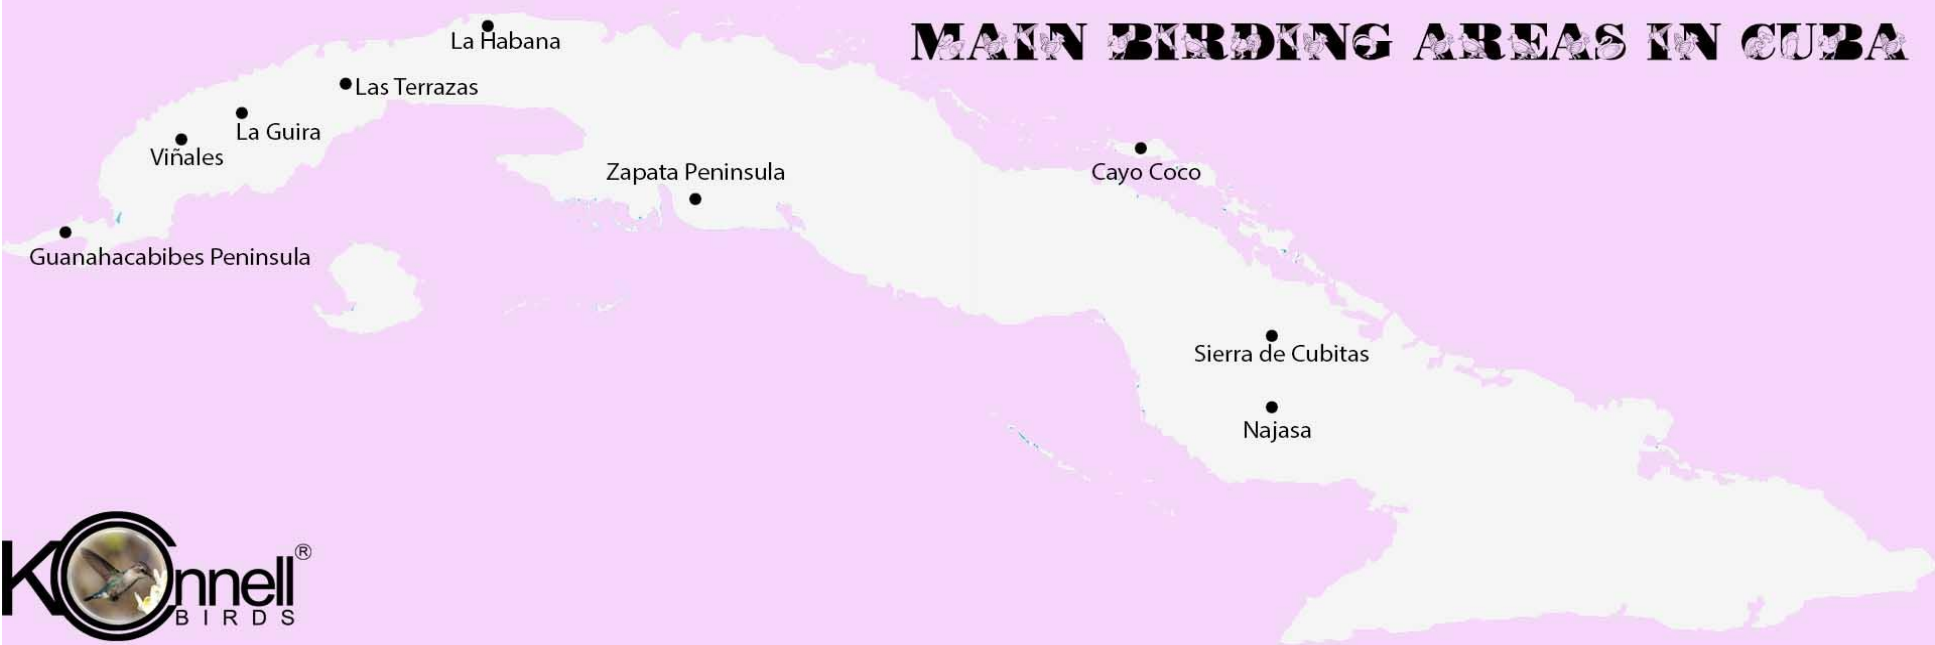 MAIN BIRDING AREAS IN CUBA
La Habana
Las Terrazas
La Guira
Viñales
Zapata Peninsula
Cayo Coco
Guanahacabibes Peninsula
Sierra de Cubitas
Najasa
KOnnell®
BIRDS